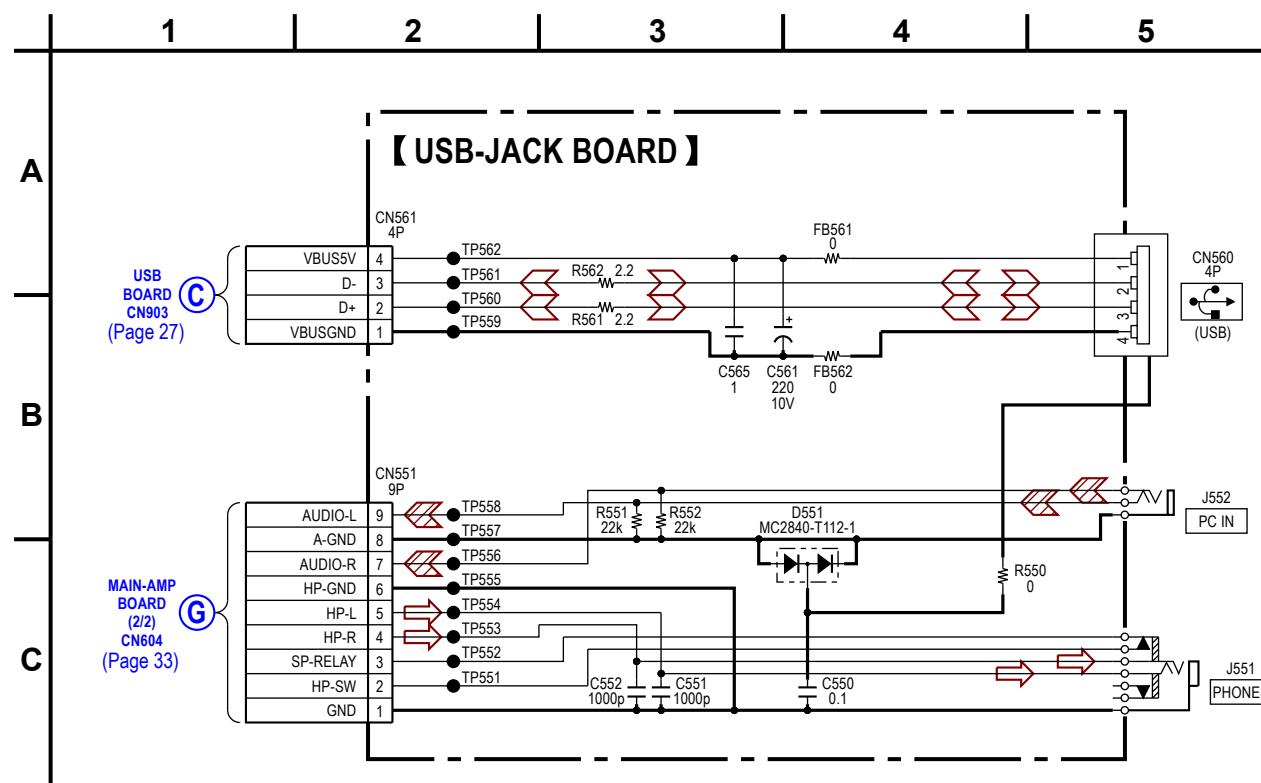 1 2 3 4 5
A
B
C
【 USB-JACK BOARD 】
USB
BOARD
CN903
(Page 27)
C
CN561
4P
VBUS5V 4 TP562
D- 3 TP561
D+ 2 TP560
VBUSGND 1 TP559
R562 2.2
R561 2.2
FB561
0
C565
1
C561
220
10V
+
FB562
0
1
2
3
4
CN560
4P
(USB)
MAIN-AMP
BOARD
(2/2)
CN604
(Page 33)
G
CN551
9P
AUDIO-L 9 TP558
A-GND 8 TP557
AUDIO-R 7 TP556
HP-GND 6 TP555
HP-L 5 TP554
HP-R 4 TP553
SP-RELAY 3 TP552
HP-SW 2 TP551
GND 1
R551
22k
R552
22k
D551
MC2840-T112-1
R550
0
C552
1000p
C551
1000p
C550
0.1
J552
PC IN
J551
PHONE